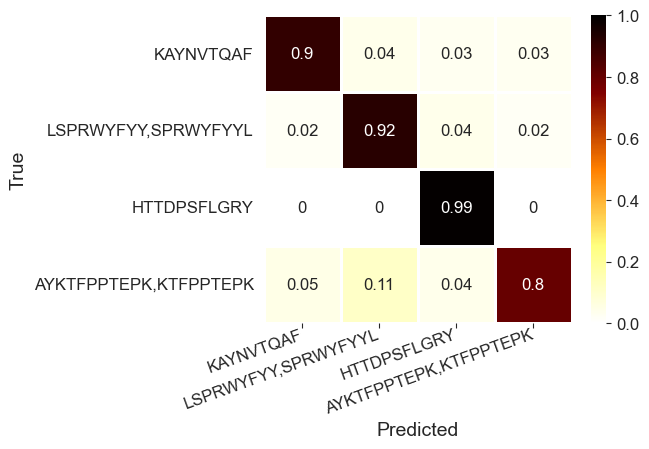 1.0
KAYNVTQAF 0.9 0.04 0.03 0.03
0.8
LSPRWYFYY,SPRWYFYYL 0.02 0.92 0.04 0.02
0.6
True
0.4
HTTDPSFLGRY 0 0 0.99 0
0.2
AYKTFPPTEPK,KTFPPTEPK 0.05 0.11 0.04 0.8
0.0
KAYNVTQAF
LSPRWYFYY,SPRWYFYYL
HTTDPSFLGRY
AYKTFPPTEPK,KTFPPTEPK
Predicted